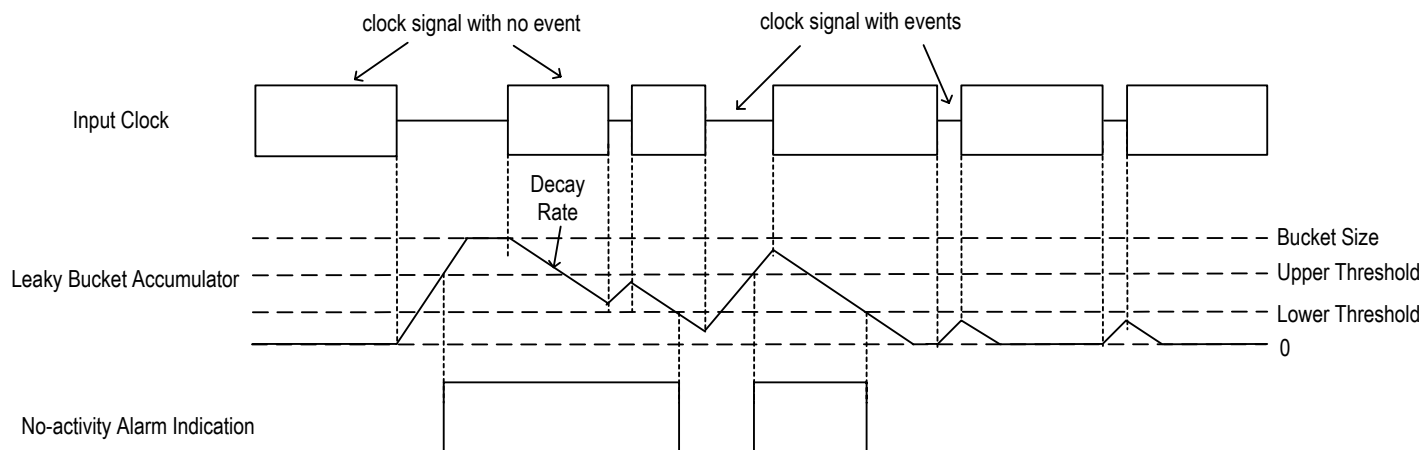 clock signal with no event
clock signal with events
Input Clock
Decay
Rate
Bucket Size
Leaky Bucket Accumulator
Upper Threshold
Lower Threshold
0
No-activity Alarm Indication